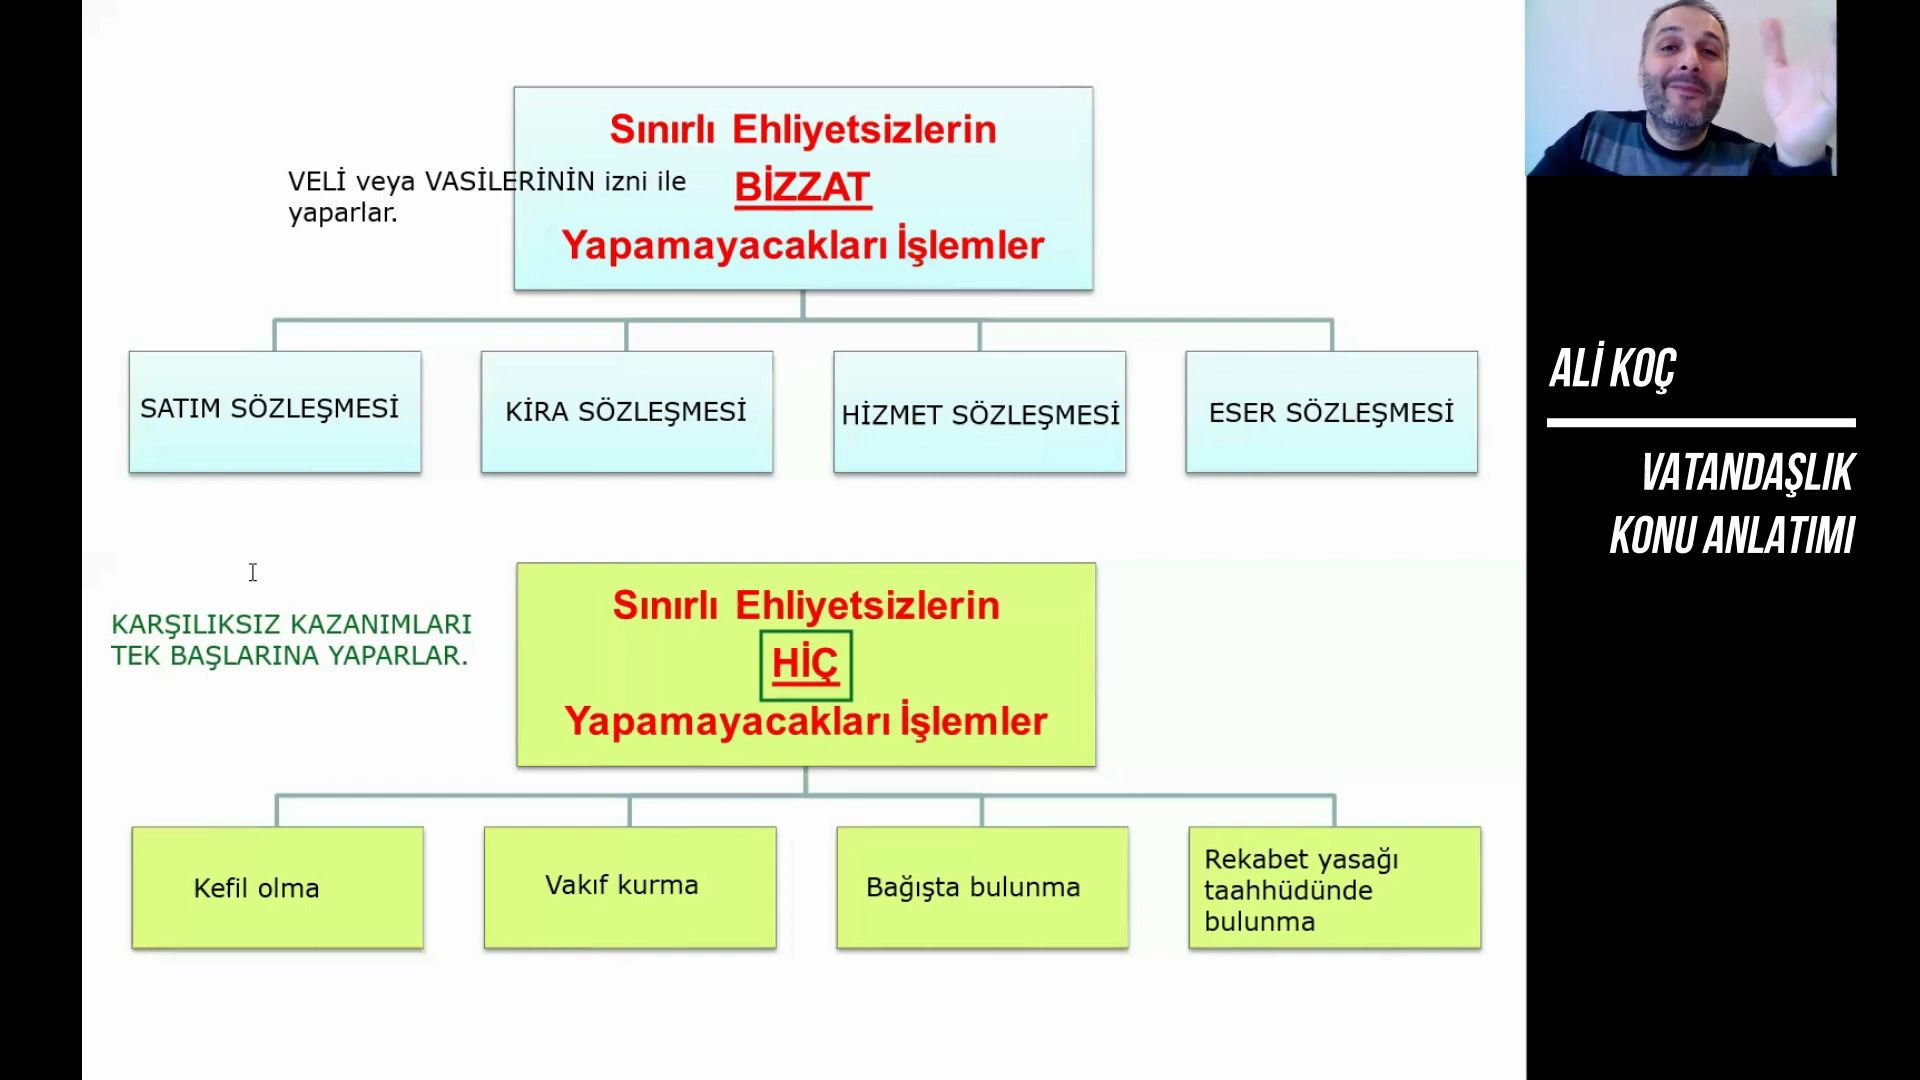 Sınırlı Ehliyetsizlerin
BİZZAT
Yapamayacakları İşlemler
VELİ veya VASİLERİNİN izni ile
yaparlar.
SATIM SÖZLEŞMESİ
KİRA SÖZLEŞMESİ
HİZMET SÖZLEŞMESİ
ESER SÖZLEŞMESİ
KARŞILIKSIZ KAZANIMLARI
TEK BAŞLARINA YAPARLAR.
Sınırlı Ehliyetsizlerin
HİÇ
Yapamayacakları İşlemler
Kefil olma
Vakıf kurma
Bağışta bulunma
Rekabet yasağı
taahhüdünde
bulunma
ALİ KOÇ
VATANDAŞLIK
KONU ANLATIMI